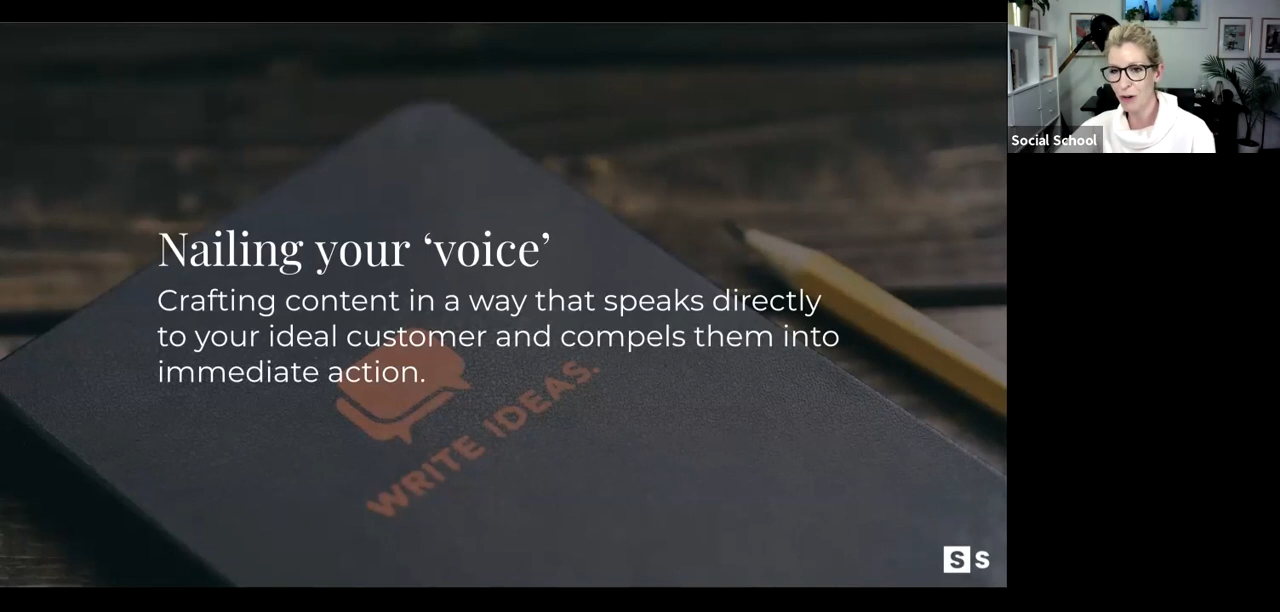 Nailing your ‘voice’
Crafting content in a way that speaks directly
to your ideal customer and compels them into
immediate action.
WRITE IDEAS.
S S
Social School